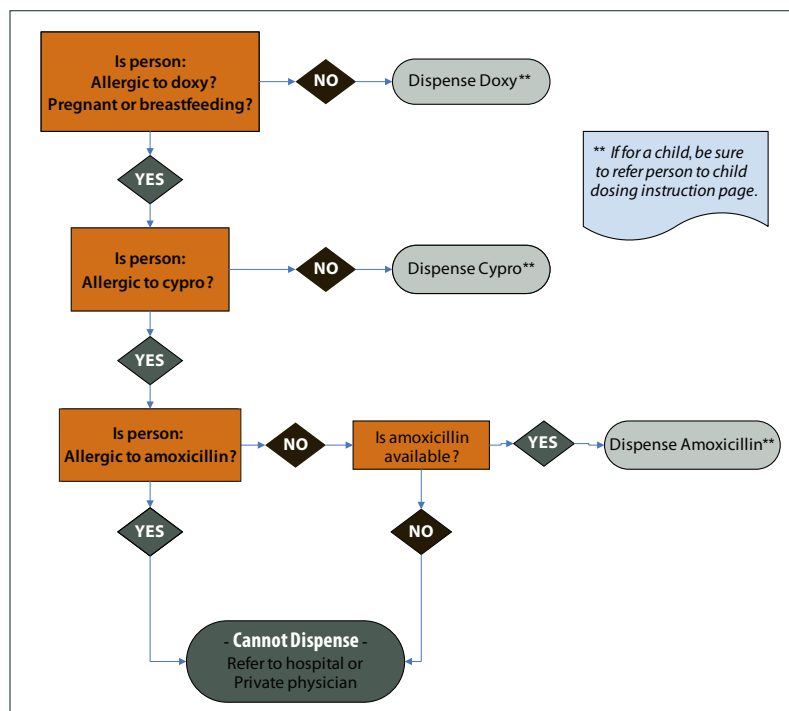 Is person:
Allergic to doxy?
Pregnant or breastfeeding?
NO
Dispense Doxy**
** If for a child, be sure
to refer person to child
dosing instruction page.
YES
Is person:
Allergic to cypro?
NO
Dispense Cypro**
YES
Is person:
Allergic to amoxicillin?
NO
Is amoxicillin
available?
YES
Dispense Amoxicillin**
YES
NO
- Cannot Dispense -
Refer to hospital or
Private physician